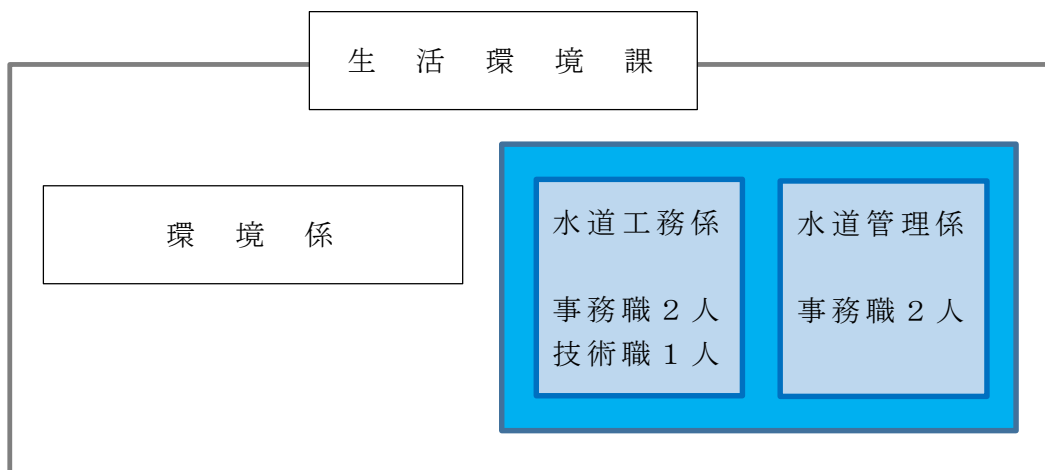 生活環境課
環境係
水道工務係
事務職２人
技術職１人
水道管理係
事務職２人